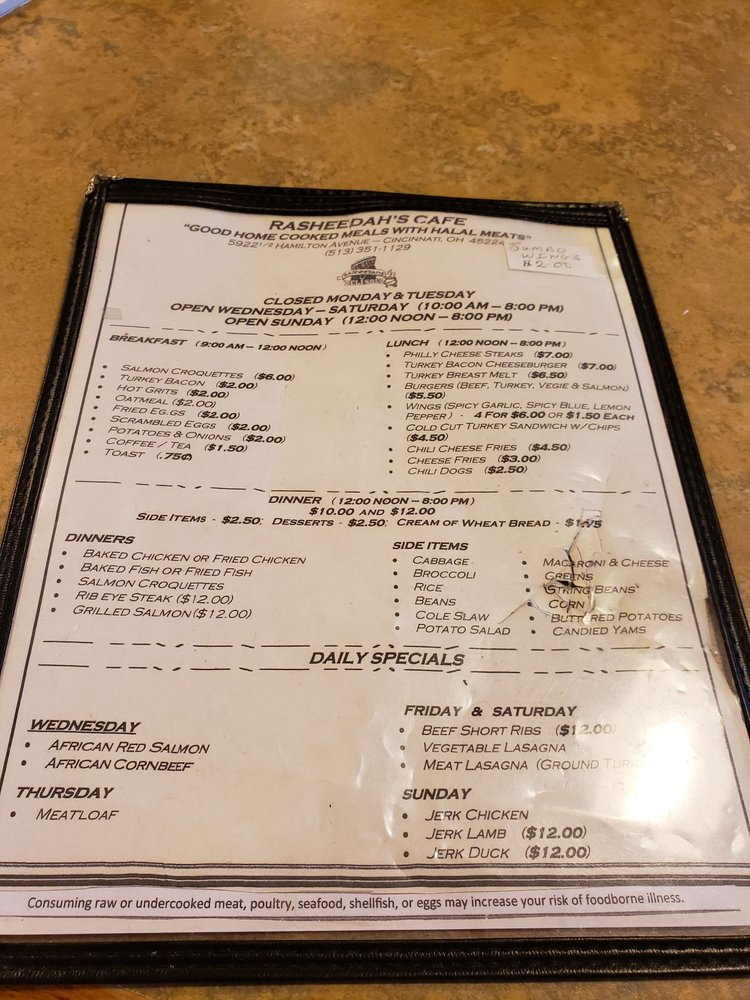 RASHEEDAH'S CAFE
"GOOD HOME COOKED MEALS WITH HALAL MEATS"
5922 1/2 HAMILTON AVENUE – CINCINNATI, OH 45224
(513) 351-1129
JUMBO
WINGS
$2.00
CLOSED MONDAY & TUESDAY
OPEN WEDNESDAY – SATURDAY (10:00 AM – 8:00 PM)
OPEN SUNDAY (12:00 NOON – 8:00 PM)
BREAKFAST (9:00 AM – 12:00 NOON)
• SALMON CROQUETTES ($6.00)
• TURKEY BACON ($2.00)
• HOT GRITS ($2.00)
• OATMEAL ($2.00)
• FRIED EG.GS ($2.00)
• SCRAMBLED EGGS ($2.00)
• POTATOES & ONIONS ($2.00)
• COFFEE / TEA ($1.50)
• TOAST (.75¢)
LUNCH (12:00 NOON – 8:00 PM)
• PHILLY CHEESE STEAKS ($7.00)
• TURKEY BACON CHEESEBURGER ($7.00)
• TURKEY BREAST MELT ($6.50)
• BURGERS (BEEF, TURKEY, VEGIE & SALMON)
($5.50)
• WINGS (SPICY GARLIC, SPICY BLUE, LEMON
PEPPER) - 4 FOR $6.00 OR $1.50 EACH
• COLD CUT TURKEY SANDWICH W/CHIPS
($4.50)
• CHILI CHEESE FRIES ($4.50)
• CHEESE FRIES ($3.00)
• CHILI DOGS ($2.50)
DINNER (12:00 NOON – 8:00 PM)
$10.00 AND $12.00
SIDE ITEMS - $2.50; DESSERTS - $2.50; CREAM OF WHEAT BREAD - $1.95
DINNERS
• BAKED CHICKEN OR FRIED CHICKEN
• BAKED FISH OR FRIED FISH
• SALMON CROQUETTES
• RIB EYE STEAK ($12.00)
• GRILLED SALMON ($12.00)
SIDE ITEMS
• CABBAGE
• BROCCOLI
• RICE
• BEANS
• COLE SLAW
• POTATO SALAD
• MACARONI & CHEESE
• GREENS
• STRING BEANS
• CORN
• BUTTERED POTATOES
• CANDIED YAMS
DAILY SPECIALS
WEDNESDAY
• AFRICAN RED SALMON
• AFRICAN CORNBEEF
THURSDAY
• MEATLOAF
FRIDAY & SATURDAY
• BEEF SHORT RIBS ($12.00)
• VEGETABLE LASAGNA
• MEAT LASAGNA (GROUND
SUNDAY
• JERK CHICKEN
• JERK LAMB ($12.00)
• JERK DUCK ($12.00)
Consuming raw or undercooked meat, poultry, seafood, shellfish, or eggs may increase your risk of foodborne illness.